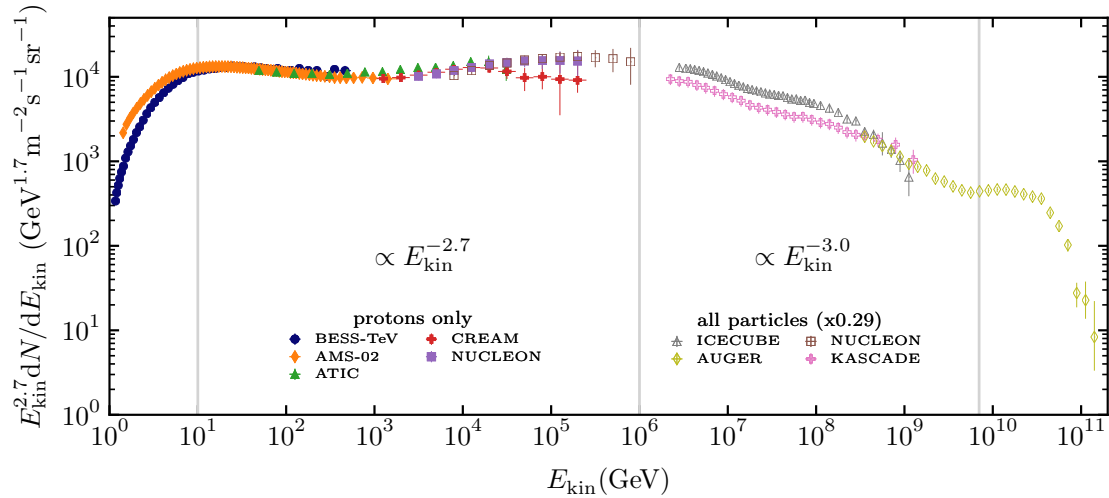 E_kin^2.7 dN/dE_kin (GeV^1.7 m^−2 s^−1 sr^−1)
10^5
10^4
10^3
10^2
10^1
10^0
∝ E_kin^−2.7
∝ E_kin^−3.0
protons only
BESS-TeV
AMS-02
ATIC
CREAM
NUCLEON
all particles (x0.29)
ICECUBE
AUGER
NUCLEON
KASCADE
10^0 10^1 10^2 10^3 10^4 10^5 10^6 10^7 10^8 10^9 10^10 10^11
E_kin(GeV)